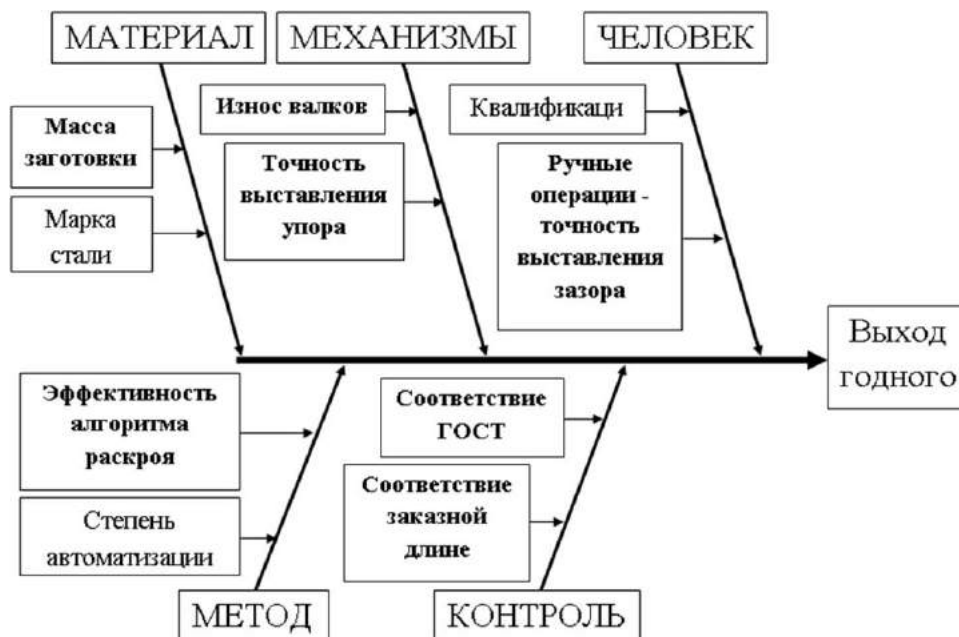 МАТЕРИАЛ
МЕХАНИЗМЫ
ЧЕЛОВЕК
Износ валков
Квалификаци
Масса
заготовки
Точность
выставления
упора
Ручные
операции -
точность
выставления
зазора
Марка
стали
Выход
годного
Эффективность
алгоритма
раскроя
Соответствие
ГОСТ
Степень
автоматизации
Соответствие
заказной
длине
МЕТОД
КОНТРОЛЬ